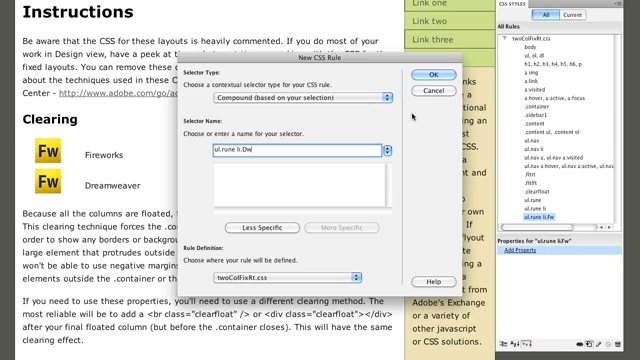 Instructions
Be aware that the CSS for these layouts is heavily commented. If you do most of your
work in Design view, have a peek at
fixed layouts. You can remove these
about the techniques used in these C
Center - http://www.adobe.com/go/ad
Clearing
Fw
Fireworks
Fw
Dreamweaver
Because all the columns are floated,
This clearing technique forces the .con
order to show any borders or backgrou
large element that protrudes outside
won't be able to use negative margins
elements outside the .container or th
If you need to use these properties, you'll need to use a different clearing method. The
most reliable will be to add a <br class="clearfloat" /> or <div class="clearfloat"></div>
after your final floated column (but before the .container closes). This will have the same
clearing effect.
New CSS Rule
Selector Type:
Choose a contextual selector type for your CSS rule.
Compound (based on your selection)
OK
Cancel
Selector Name:
Choose or enter a name for your selector.
ul.rune li.Dw
Less Specific
More Specific
Rule Definition:
Choose where your rule will be defined.
twoColFixRt.css
Help
Link one
Link two
Link three
nks
CSS.
and
own
If
flyout
from
Adobe's Exchange
or a variety of
other javascript
or CSS solutions.
CSS STYLES
All
Current
All Rules
twoColFixRt.css
body
ul, ol, dl
h1, h2, h3, h4, h5, h6, p
a img
a:link
a:visited
a:hover, a:active, a:focus
.container
.sidebar1
.content
.content ul, .content ol
ul.nav
ul.nav li
ul.nav a, ul.nav a:visited
ul.nav a:hover, ul.nav a:active
.fltrt
.fltlft
.clearfloat
ul.rune
ul.rune li
ul.rune li.Fw
Properties for "ul.rune li.Fw"
Add Property